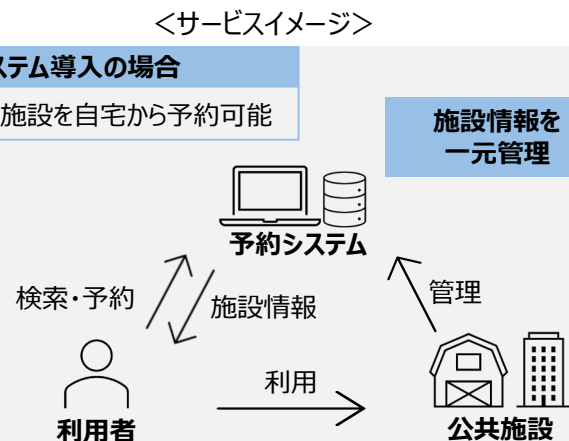 ＜サービスイメージ＞
ステム導入の場合
施設を自宅から予約可能
施設情報を
一元管理
予約システム
検索・予約
施設情報
管理
利用
利用者
公共施設